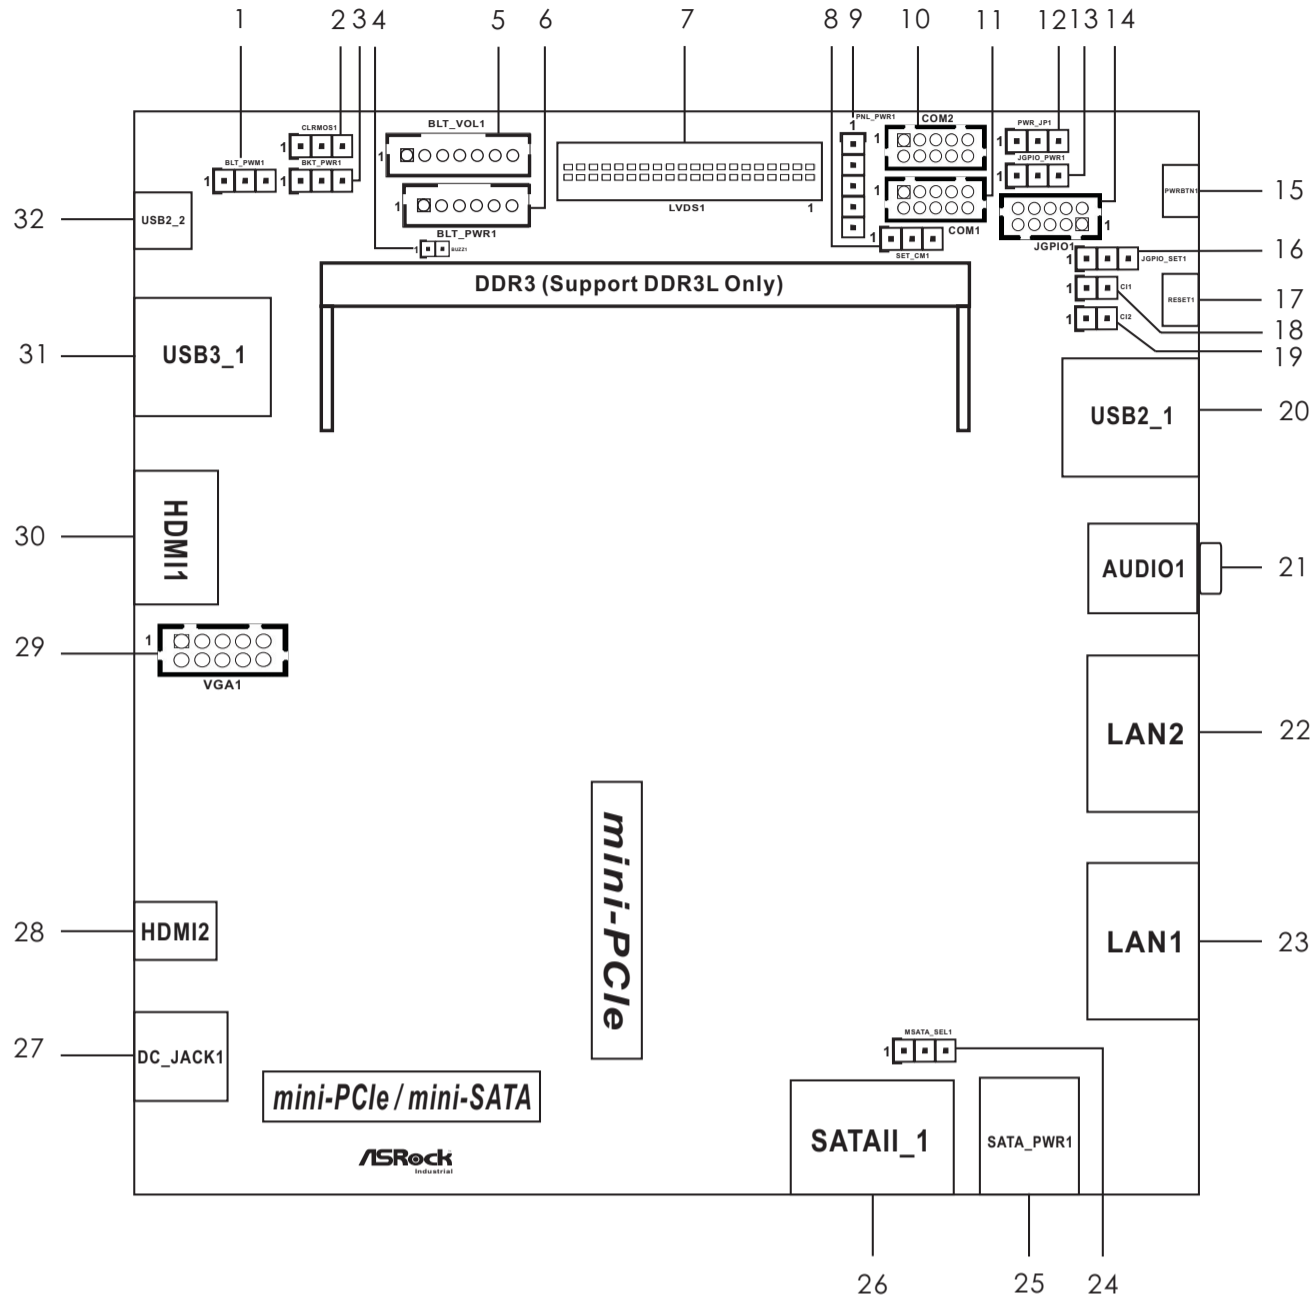 1 2 3 4 5 6 7 8 9 10 11 12 13 14
CLRMOS1
1
BLT_PWM1
1
BKT_PWR1
1
BLT_VOL1
1
BLT_PWR1
1
1 BUZZ1
LVDS1 1
PNL_PWR1
1
COM2
1
COM1
1
SET_CM1
1
PWR_JP1
1
JGPIO_PWR1
1
JGPIO1 1
JGPIO_SET1
1
CI1
1
CI2
1
PWRBTN1
15
16
RESET1
17
18
19
32
USB2_2
DDR3 (Support DDR3L Only)
31
USB3_1
USB2_1
20
30
HDMI1
AUDIO1
21
29
1
VGA1
LAN2
22
mini-PCIe
28
HDMI2
LAN1
23
27
DC_JACK1
MSATA_SEL1
1
mini-PCIe / mini-SATA
SATAII_1
SATA_PWR1
ASRock
Industrial
26 25 24